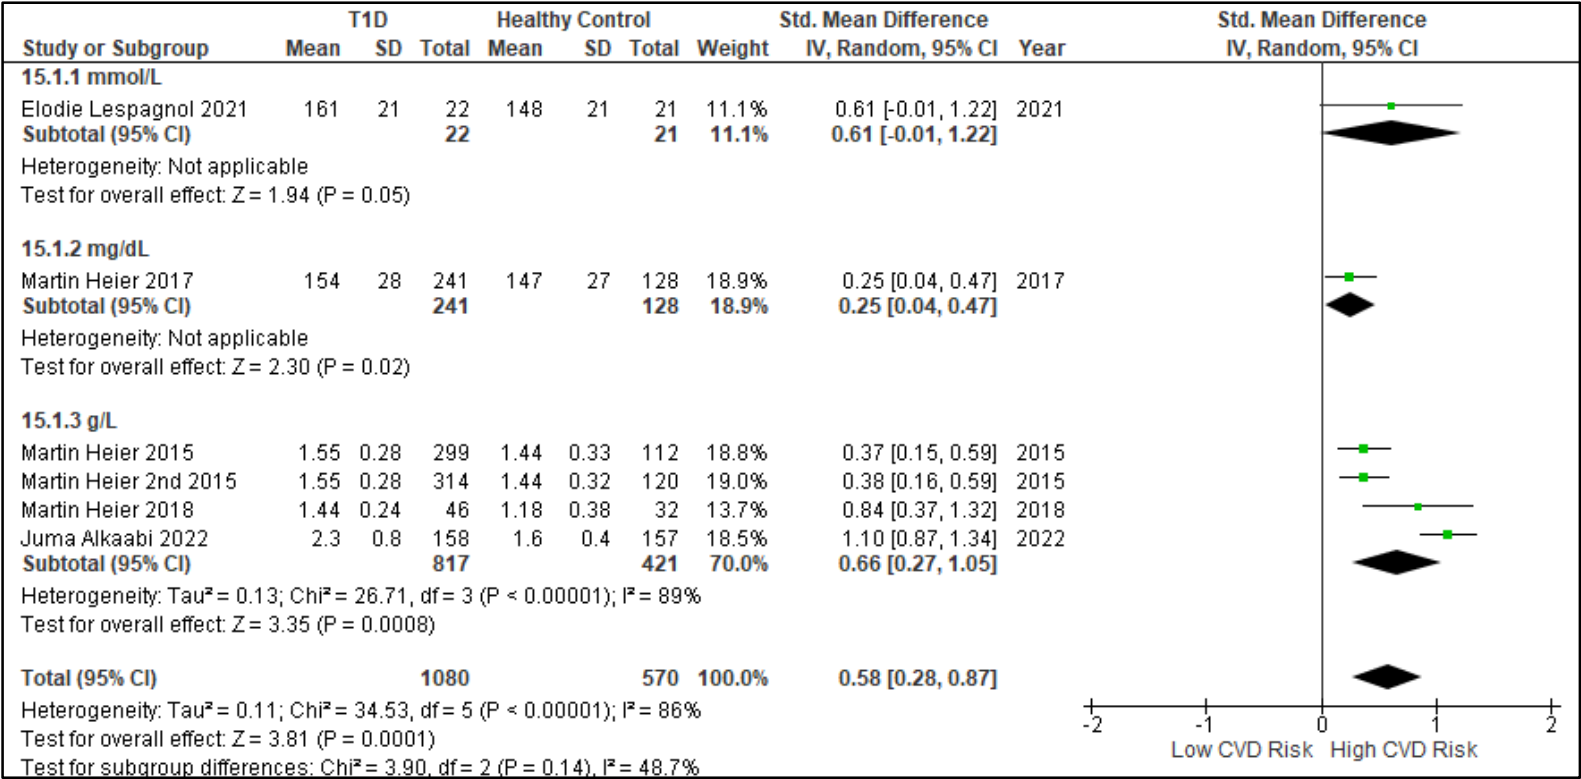 T1D Healthy Control Std. Mean Difference Std. Mean Difference
Study or Subgroup Mean SD Total Mean SD Total Weight IV, Random, 95% CI Year IV, Random, 95% CI
15.1.1 mmol/L
Elodie Lespagnol 2021 161 21 22 148 21 21 11.1% 0.61 [-0.01, 1.22] 2021
Subtotal (95% CI) 22 21 11.1% 0.61 [-0.01, 1.22]
Heterogeneity: Not applicable
Test for overall effect: Z = 1.94 (P = 0.05)
15.1.2 mg/dL
Martin Heier 2017 154 28 241 147 27 128 18.9% 0.25 [0.04, 0.47] 2017
Subtotal (95% CI) 241 128 18.9% 0.25 [0.04, 0.47]
Heterogeneity: Not applicable
Test for overall effect: Z = 2.30 (P = 0.02)
15.1.3 g/L
Martin Heier 2015 1.55 0.28 299 1.44 0.33 112 18.8% 0.37 [0.15, 0.59] 2015
Martin Heier 2nd 2015 1.55 0.28 314 1.44 0.32 120 19.0% 0.38 [0.16, 0.59] 2015
Martin Heier 2018 1.44 0.24 46 1.18 0.38 32 13.7% 0.84 [0.37, 1.32] 2018
Juma Alkaabi 2022 2.3 0.8 158 1.6 0.4 157 18.5% 1.10 [0.87, 1.34] 2022
Subtotal (95% CI) 817 421 70.0% 0.66 [0.27, 1.05]
Heterogeneity: Tau² = 0.13; Chi² = 26.71, df = 3 (P < 0.00001); I² = 89%
Test for overall effect: Z = 3.35 (P = 0.0008)
Total (95% CI) 1080 570 100.0% 0.58 [0.28, 0.87]
Heterogeneity: Tau² = 0.11; Chi² = 34.53, df = 5 (P < 0.00001); I² = 86%
Test for overall effect: Z = 3.81 (P = 0.0001)
Test for subgroup differences: Chi² = 3.90, df = 2 (P = 0.14), I² = 48.7%
-2 -1 0 1 2
Low CVD Risk High CVD Risk